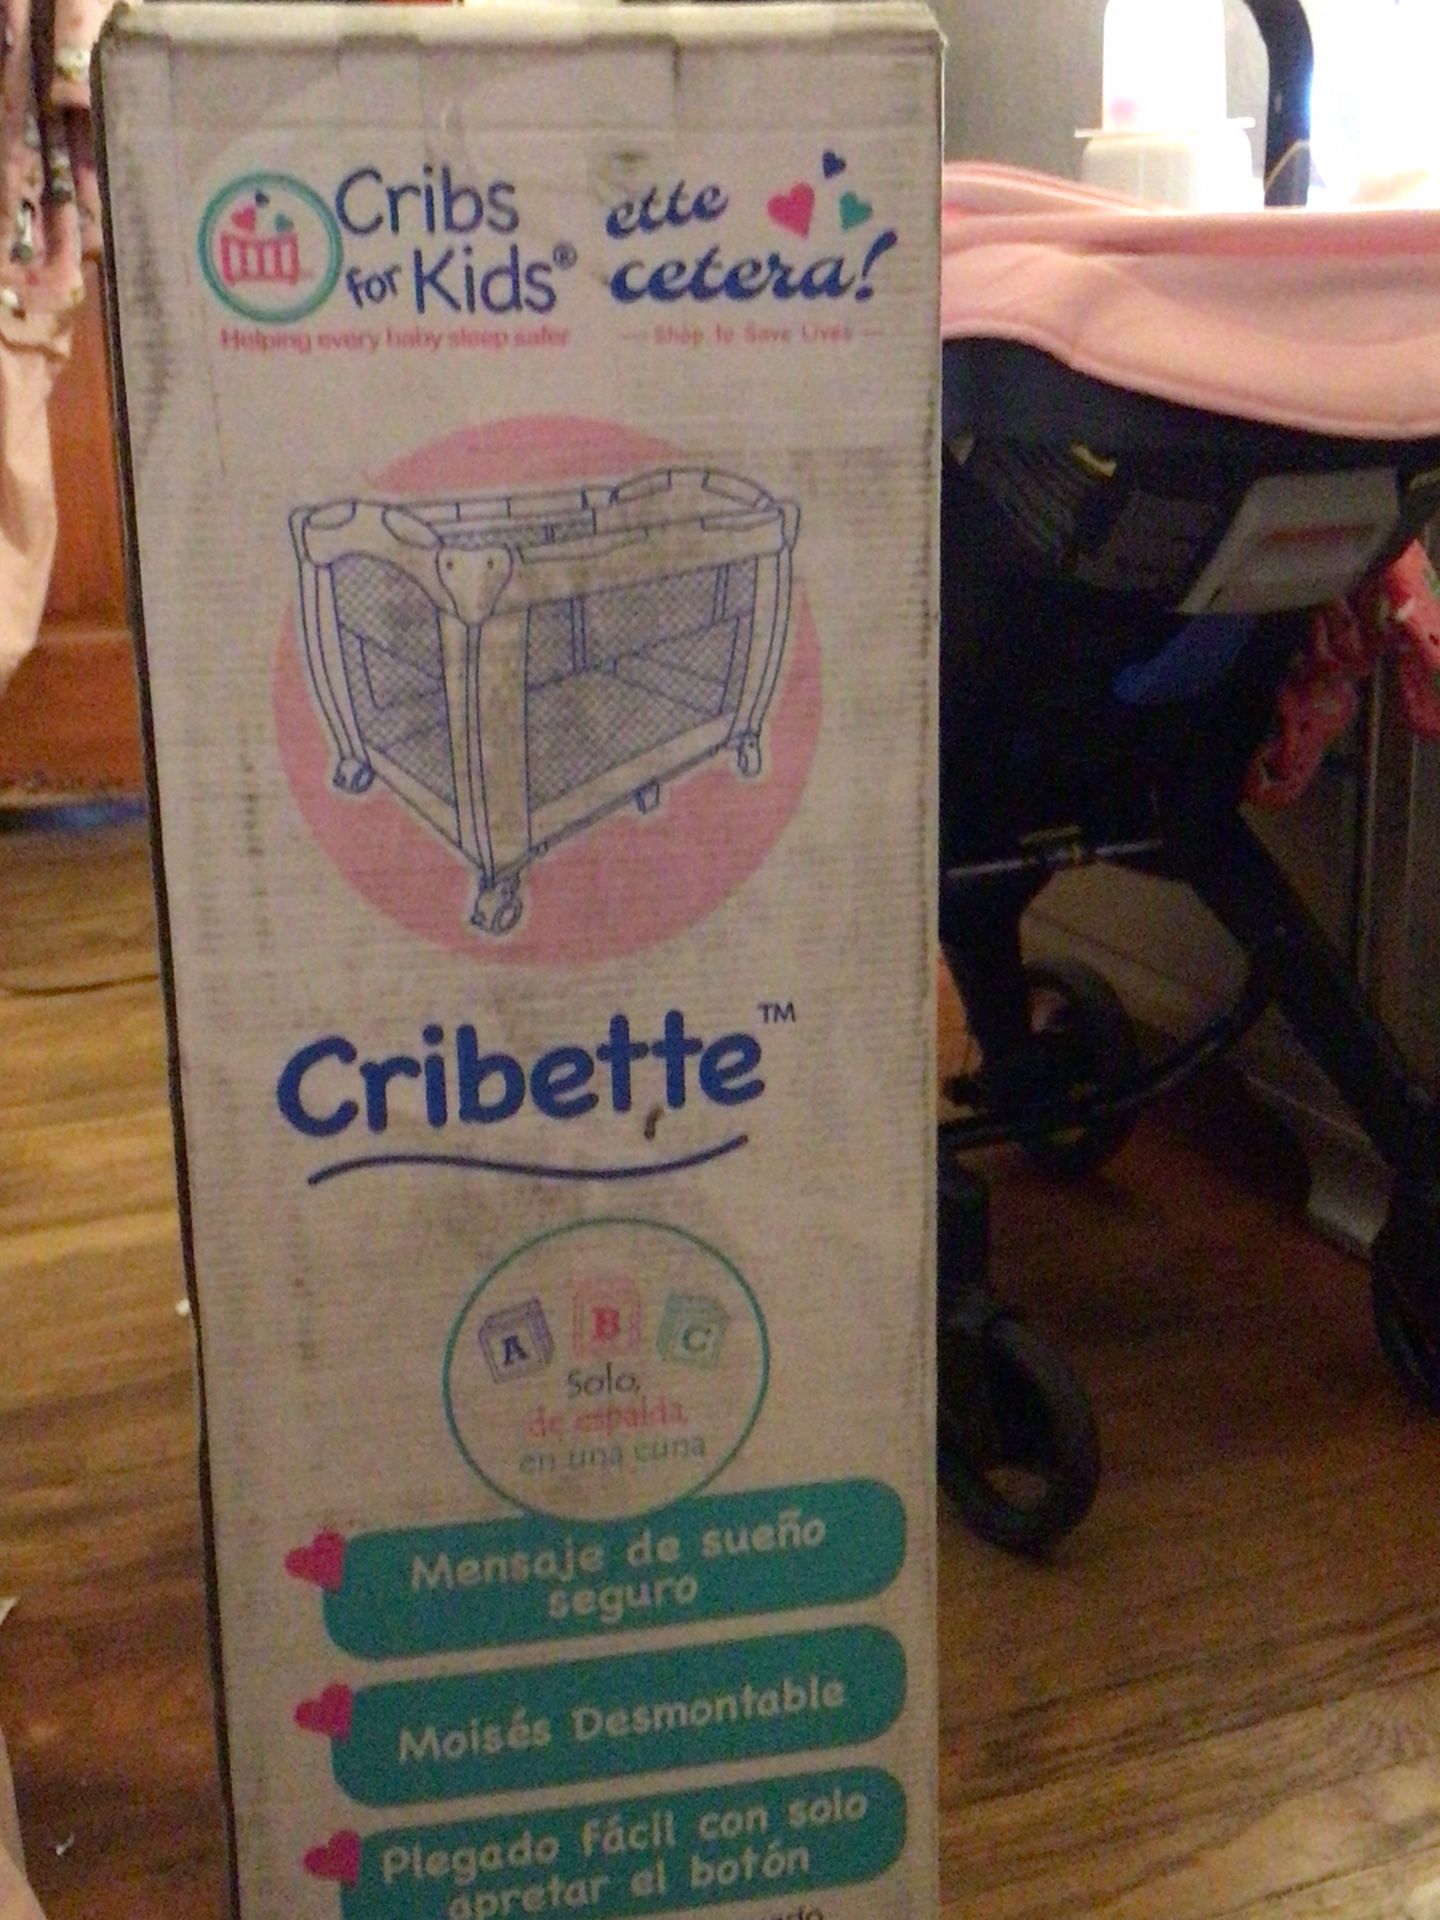 Cribs
for Kids®
Helping every baby sleep safer
ette
cetera!
Shop to Save Lives
Cribette™
A B C
Solo,
de espalda,
en una cuna
Mensaje de sueño
seguro
Moisés Desmontable
Plegado fácil con solo
apretar el botón